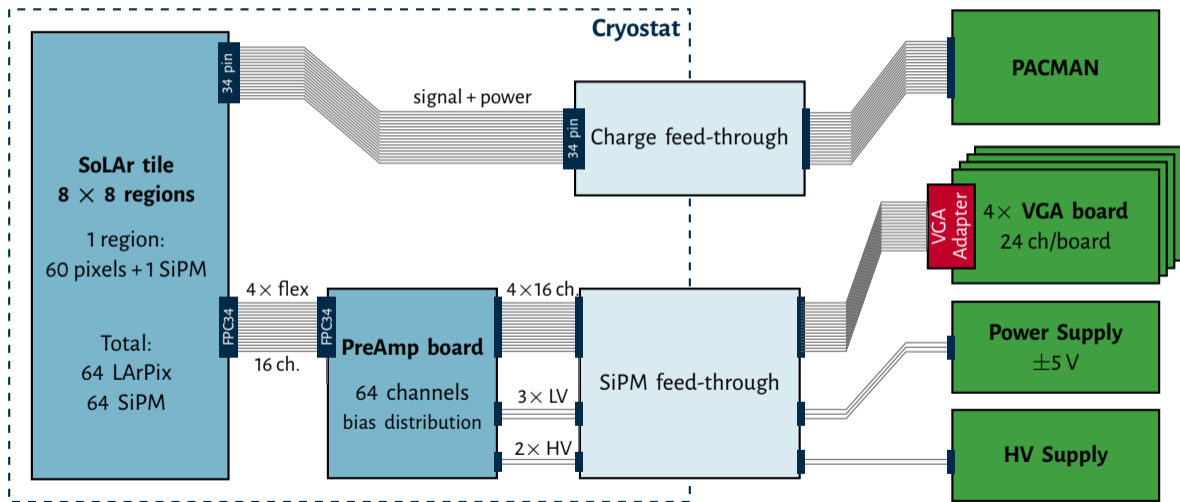 Cryostat
SoLAr tile
8 × 8 regions
1 region:
60 pixels + 1 SiPM
Total:
64 LArPix
64 SiPM
34 pin
signal + power
34 pin
Charge feed-through
PACMAN
VGA
Adapter
4× VGA board
24 ch/board
FPC34
4× flex
16 ch.
FPC34
PreAmp board
64 channels
bias distribution
4×16 ch.
3× LV
2× HV
SiPM feed-through
Power Supply
±5 V
HV Supply